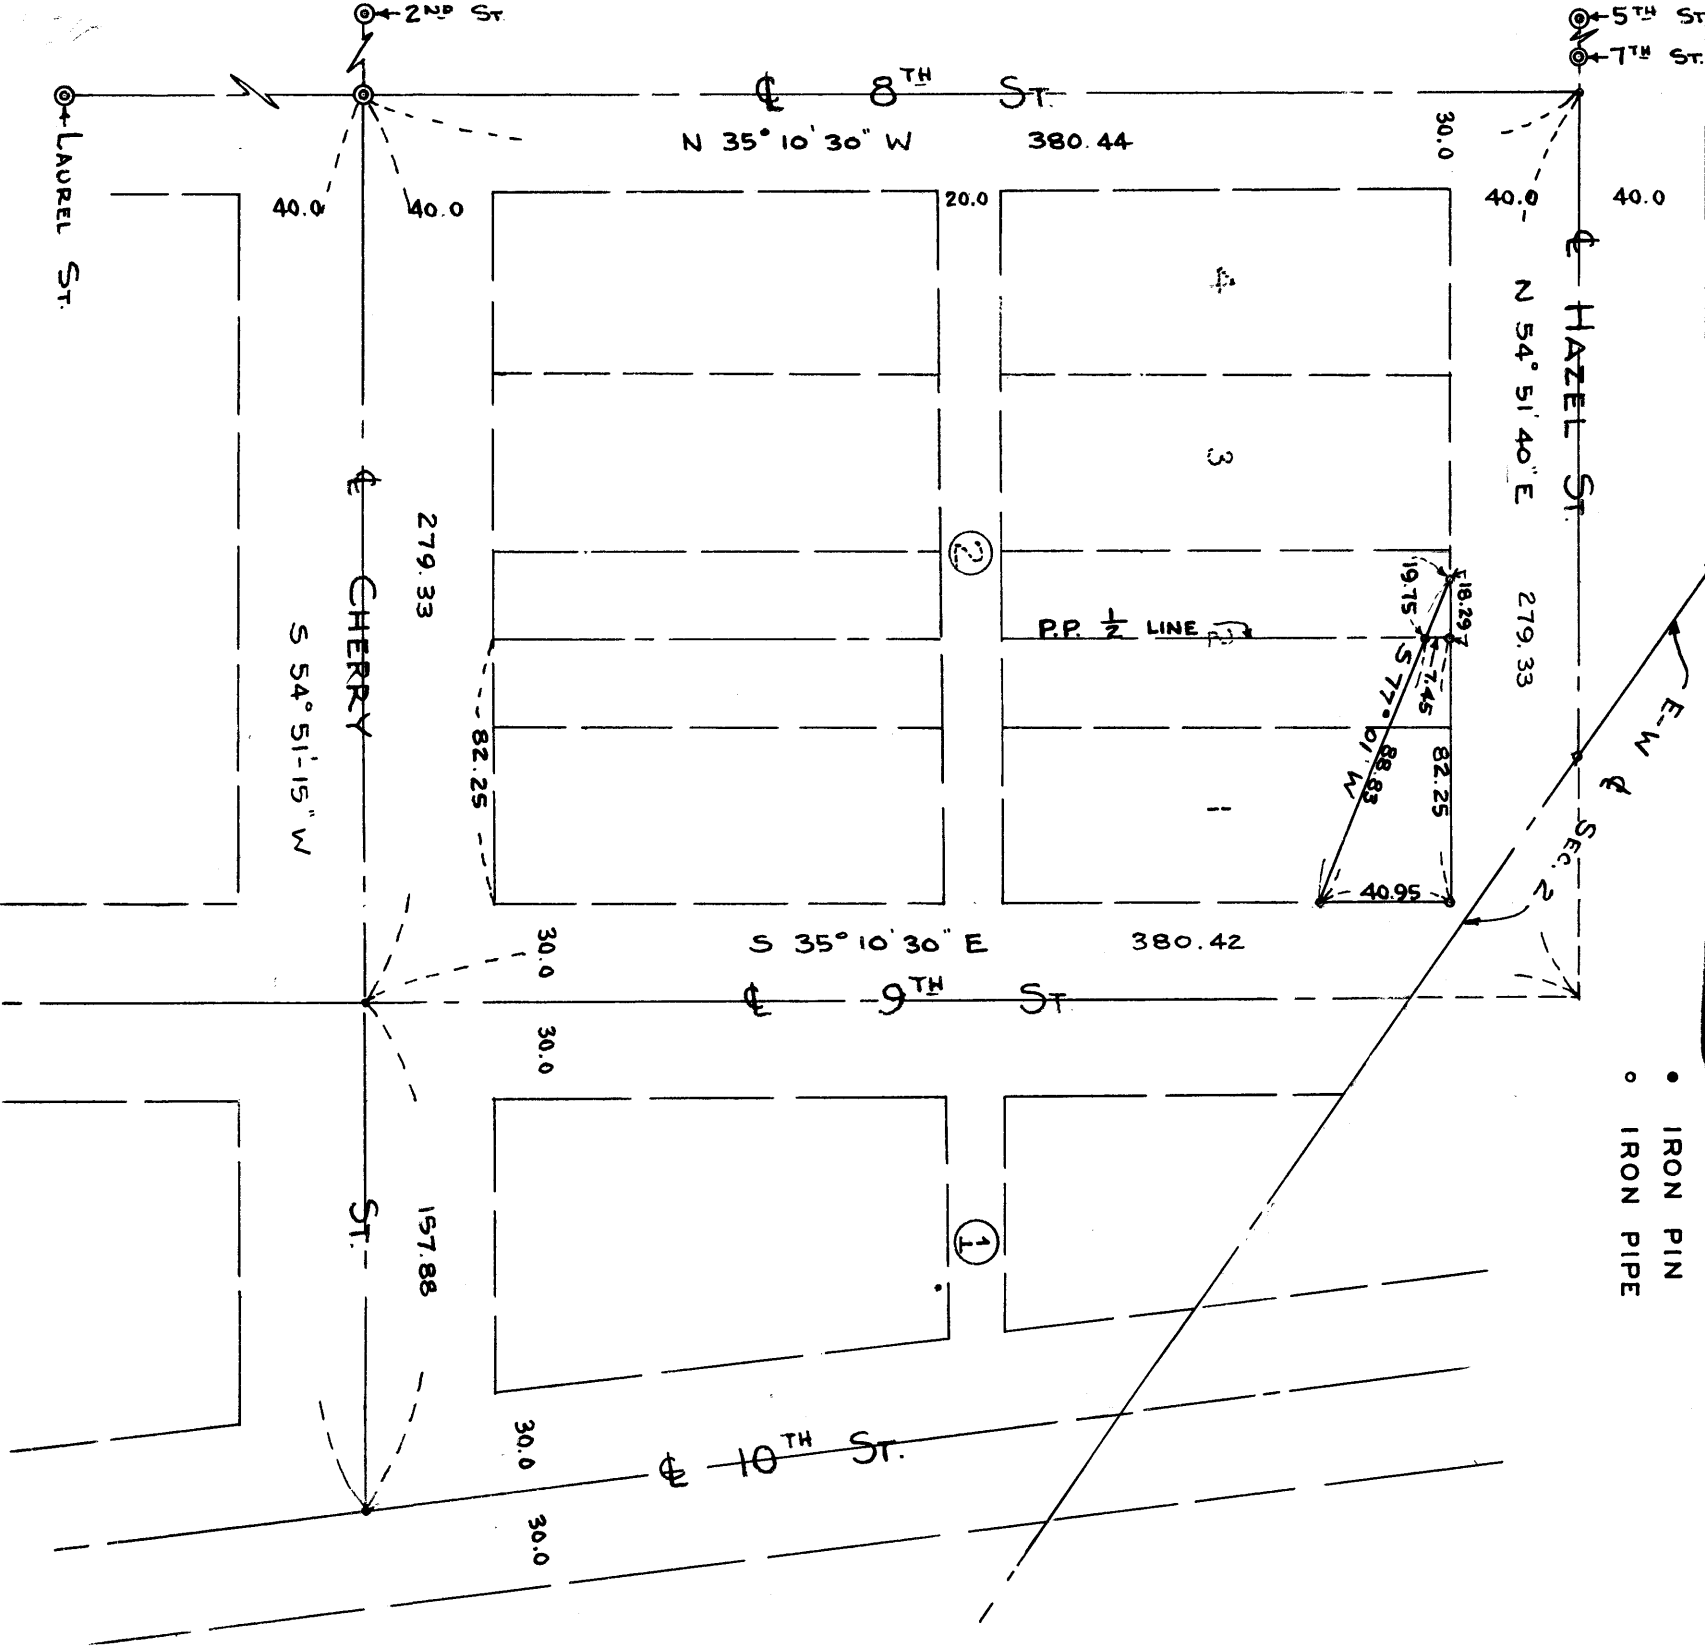 2ND ST.
5TH ST
7TH ST.
LAUREL ST.
℄ 8TH ST.
N 35° 10' 30" W 380.44
30.0
40.0
40.0
20.0
40.0
40.0
℄ HAZEL ST.
N 54° 51' 40" E 279.33
4
3
2
P.P. 1/2 LINE 2
19.75
18.29
7.45
S 77° 01' W
88.83
82.25
1
40.95
E-W ℄ SEC. 2
℄ CHERRY ST.
279.33
S 54° 51'-15" W
82.25
S 35° 10' 30" E 380.42
30.0
℄ 9TH ST
30.0
157.88
1
30.0
℄ 10TH ST.
30.0
● IRON PIN
○ IRON PIPE